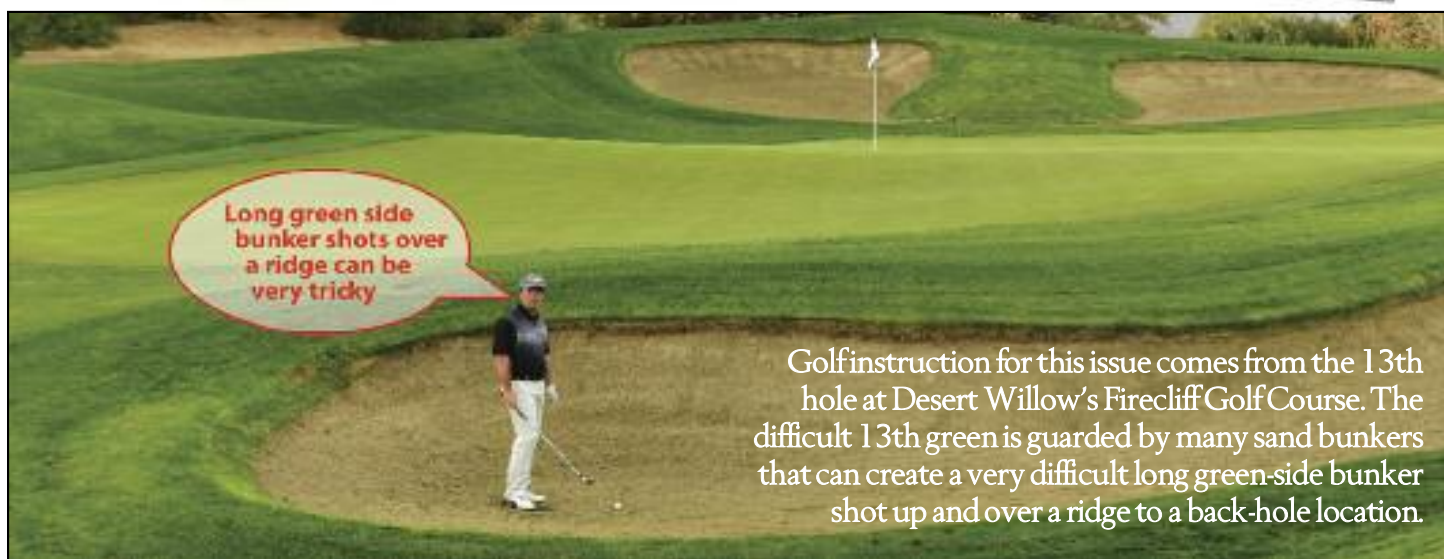 Long green side
bunker shots over
a ridge can be
very tricky
Golf instruction for this issue comes from the 13th
hole at Desert Willow's Firecliff Golf Course. The
difficult 13th green is guarded by many sand bunkers
that can create a very difficult long green-side bunker
shot up and over a ridge to a back-hole location.